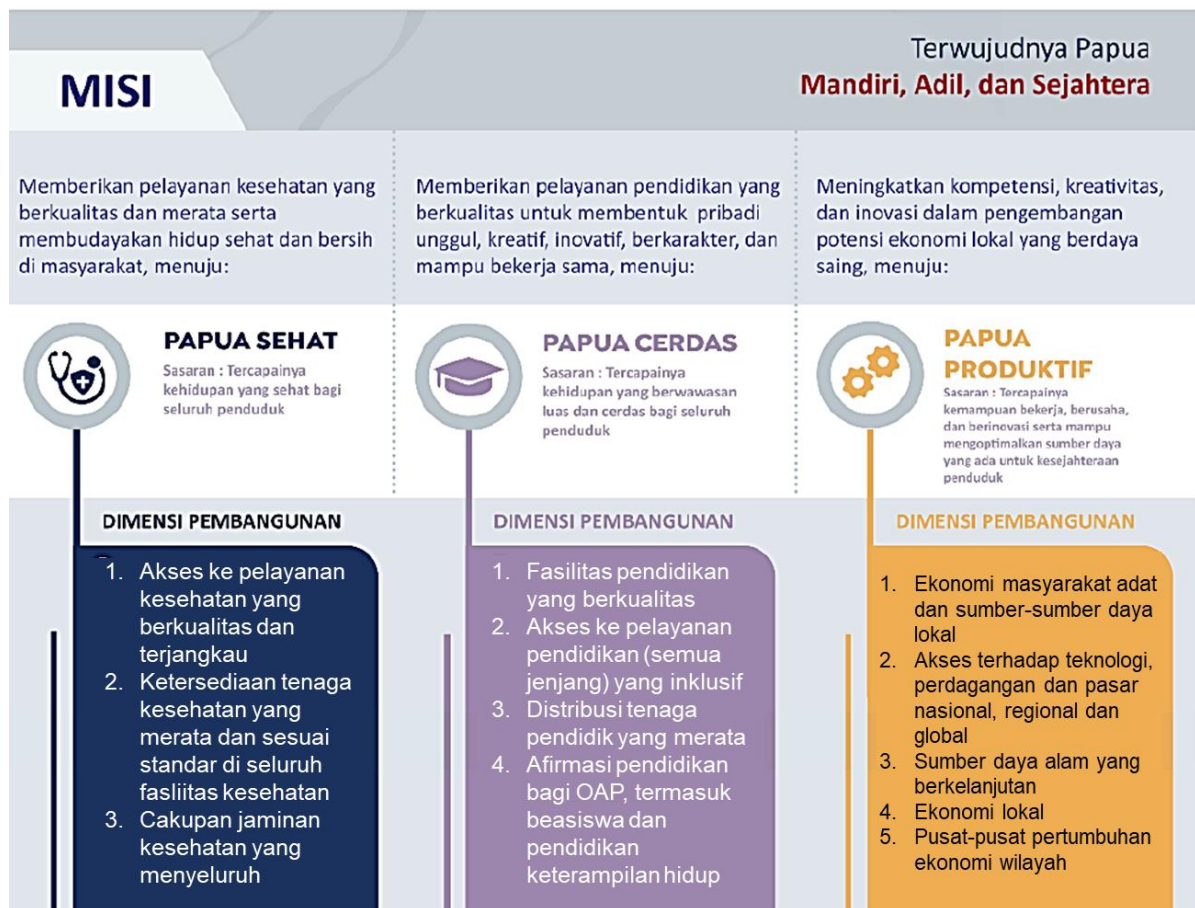 MISI
Terwujudnya Papua
Mandiri, Adil, dan Sejahtera
Memberikan pelayanan kesehatan yang
berkualitas dan merata serta
membudayakan hidup sehat dan bersih
di masyarakat, menuju:
Memberikan pelayanan pendidikan yang
berkualitas untuk membentuk pribadi
unggul, kreatif, inovatif, berkarakter, dan
mampu bekerja sama, menuju:
Meningkatkan kompetensi, kreativitas,
dan inovasi dalam pengembangan
potensi ekonomi lokal yang berdaya
saing, menuju:
PAPUA SEHAT
Sasaran : Tercapainya
kehidupan yang sehat bagi
seluruh penduduk
PAPUA CERDAS
Sasaran : Tercapainya
kehidupan yang berwawasan
luas dan cerdas bagi seluruh
penduduk
PAPUA
PRODUKTIF
Sasaran : Tercapainya
kemampuan bekerja, berusaha,
dan berinovasi serta mampu
mengoptimalkan sumber daya
yang ada untuk kesejahteraan
penduduk
DIMENSI PEMBANGUNAN
1. Akses ke pelayanan
kesehatan yang
berkualitas dan
terjangkau
2. Ketersediaan tenaga
kesehatan yang
merata dan sesuai
standar di seluruh
fasliitas kesehatan
3. Cakupan jaminan
kesehatan yang
menyeluruh
DIMENSI PEMBANGUNAN
1. Fasilitas pendidikan
yang berkualitas
2. Akses ke pelayanan
pendidikan (semua
jenjang) yang inklusif
3. Distribusi tenaga
pendidik yang merata
4. Afirmasi pendidikan
bagi OAP, termasuk
beasiswa dan
pendidikan
keterampilan hidup
DIMENSI PEMBANGUNAN
1. Ekonomi masyarakat adat
dan sumber-sumber daya
lokal
2. Akses terhadap teknologi,
perdagangan dan pasar
nasional, regional dan
global
3. Sumber daya alam yang
berkelanjutan
4. Ekonomi lokal
5. Pusat-pusat pertumbuhan
ekonomi wilayah